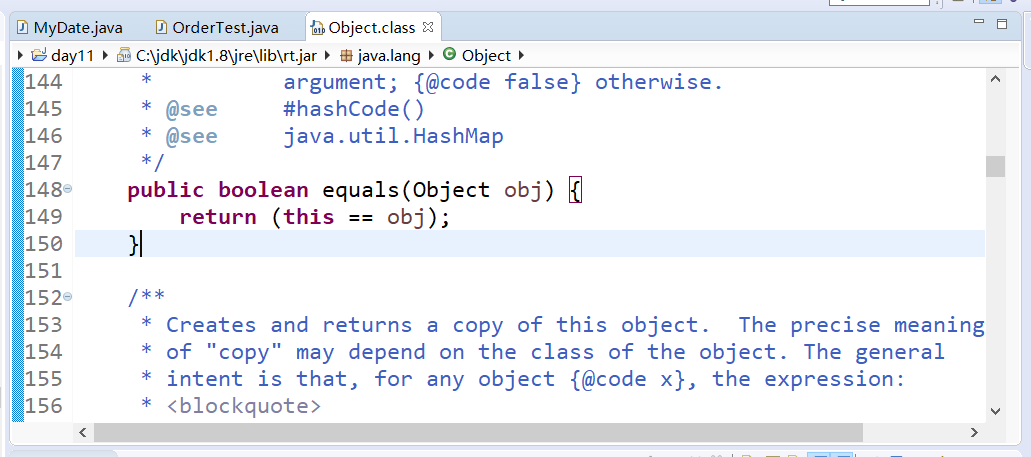 MyDate.java OrderTest.java Object.class
day11 C:\jdk\jdk1.8\jre\lib\rt.jar java.lang Object
144 * argument; {@code false} otherwise.
145 * @see #hashCode()
146 * @see java.util.HashMap
147 */
148 public boolean equals(Object obj) {
149 return (this == obj);
150 }
151
152 /**
153 * Creates and returns a copy of this object. The precise meaning
154 * of "copy" may depend on the class of the object. The general
155 * intent is that, for any object {@code x}, the expression:
156 * <blockquote>